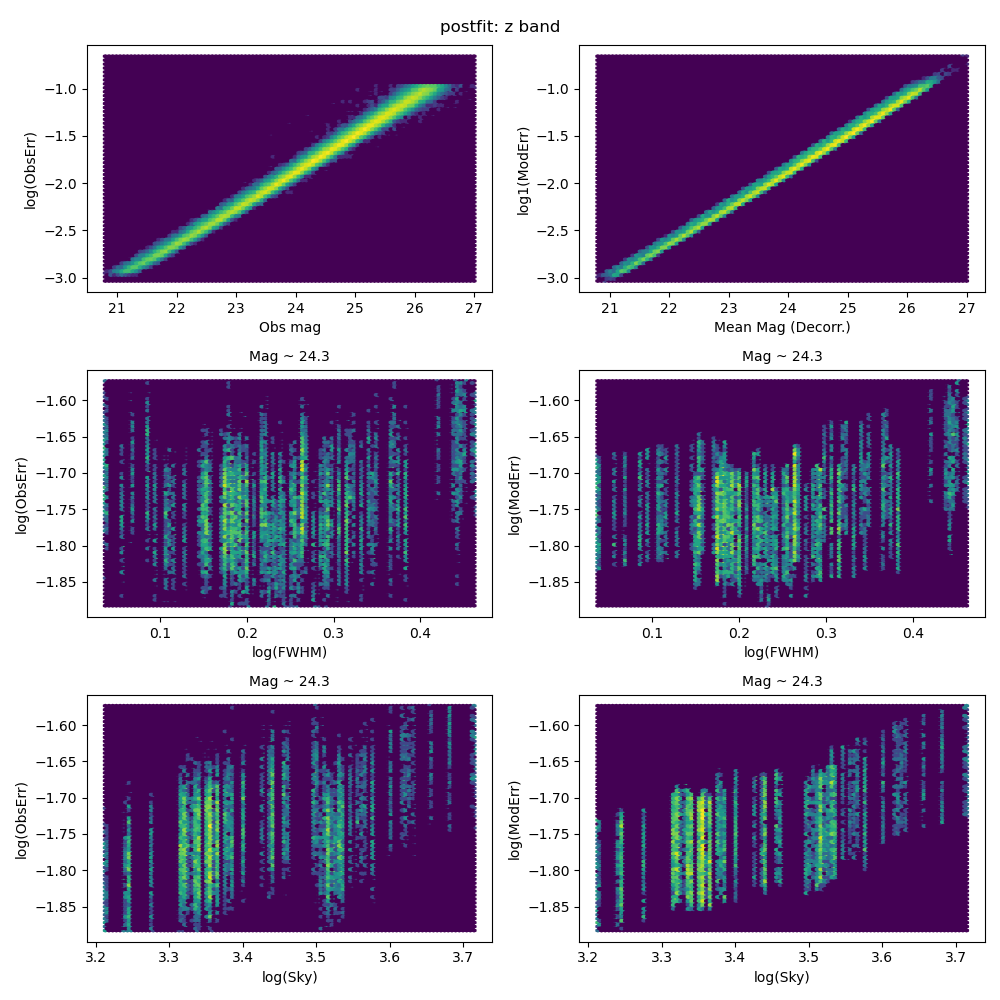 postfit: z band
log(ObsErr)
−1.0
−1.5
−2.0
−2.5
−3.0
21 22 23 24 25 26 27
Obs mag
log1(ModErr)
−1.0
−1.5
−2.0
−2.5
−3.0
21 22 23 24 25 26 27
Mean Mag (Decorr.)
Mag ~ 24.3
log(ObsErr)
−1.60
−1.65
−1.70
−1.75
−1.80
−1.85
0.1 0.2 0.3 0.4
log(FWHM)
Mag ~ 24.3
log(ModErr)
−1.60
−1.65
−1.70
−1.75
−1.80
−1.85
0.1 0.2 0.3 0.4
log(FWHM)
Mag ~ 24.3
log(ObsErr)
−1.60
−1.65
−1.70
−1.75
−1.80
−1.85
3.2 3.3 3.4 3.5 3.6 3.7
log(Sky)
Mag ~ 24.3
log(ModErr)
−1.60
−1.65
−1.70
−1.75
−1.80
−1.85
3.2 3.3 3.4 3.5 3.6 3.7
log(Sky)